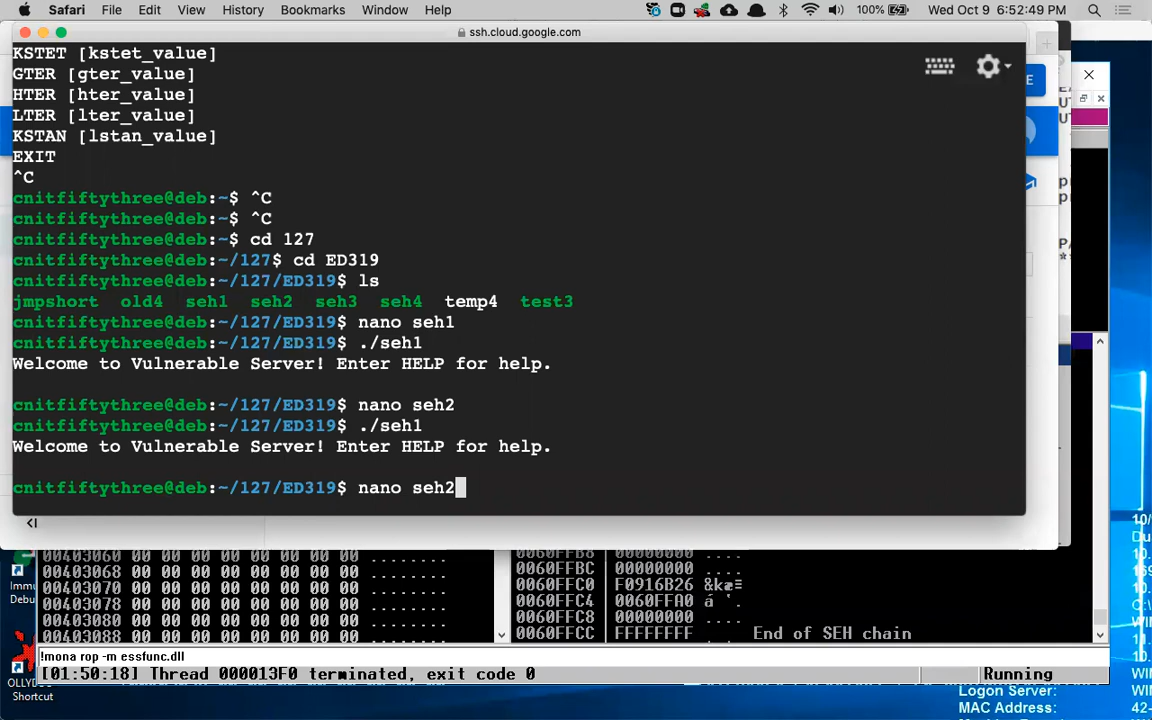 Safari File Edit View History Bookmarks Window Help 100% Wed Oct 9 6:52:49 PM
ssh.cloud.google.com
KSTET [kstet_value]
GTER [gter_value]
HTER [hter_value]
LTER [lter_value]
KSTAN [lstan_value]
EXIT
^C
cnitfiftythree@deb:~$ ^C
cnitfiftythree@deb:~$ ^C
cnitfiftythree@deb:~$ cd 127
cnitfiftythree@deb:~/127$ cd ED319
cnitfiftythree@deb:~/127/ED319$ ls
jmpshort old4 seh1 seh2 seh3 seh4 temp4 test3
cnitfiftythree@deb:~/127/ED319$ nano seh1
cnitfiftythree@deb:~/127/ED319$ ./seh1
Welcome to Vulnerable Server! Enter HELP for help.
cnitfiftythree@deb:~/127/ED319$ nano seh2
cnitfiftythree@deb:~/127/ED319$ ./seh1
Welcome to Vulnerable Server! Enter HELP for help.
cnitfiftythree@deb:~/127/ED319$ nano seh2
00403060 00 00 00 00 00 00 00 00 ........
00403068 00 00 00 00 00 00 00 00 ........
00403070 00 00 00 00 00 00 00 00 ........
00403078 00 00 00 00 00 00 00 00 ........
00403080 00 00 00 00 00 00 00 00 ........
00403088 00 00 00 00 00 00 00 00 ........
0060FFB8 00000000 ....
0060FFBC 00000000 ....
0060FFC0 F0916B26 &kæ≡
0060FFC4 0060FFA0 á `.
0060FFC8 00000000 ....
0060FFCC FFFFFFFF End of SEH chain
!mona rop -m essfunc.dll
[01:50:18] Thread 000013F0 terminated, exit code 0 Running
Immu
Debu
OLLYD
Shortcut
Logon Server:
MAC Address: 42-